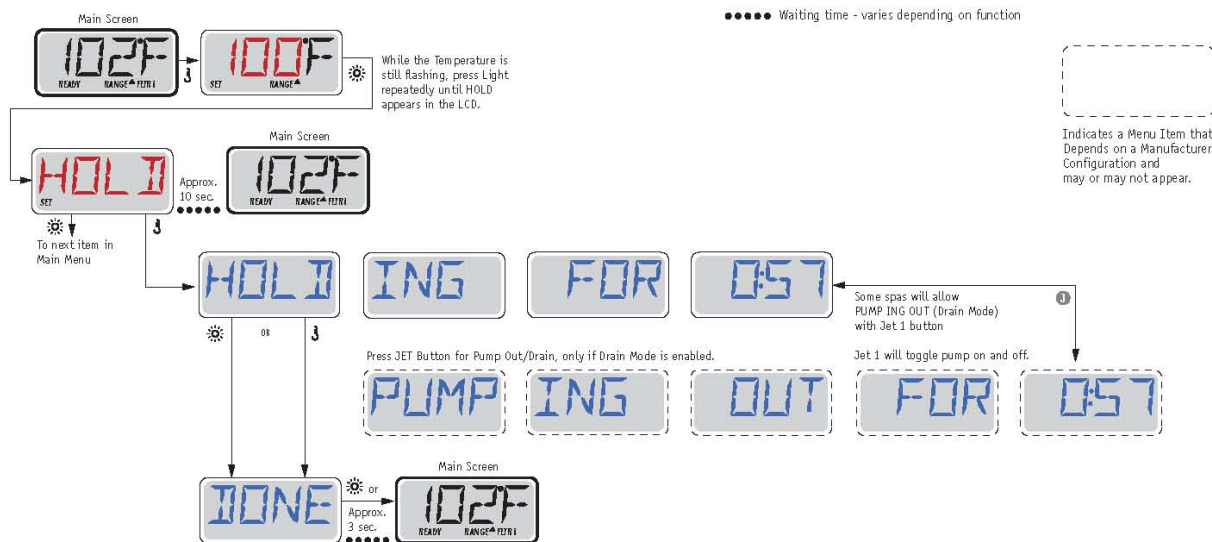 Main Screen
●●●●● Waiting time - varies depending on function
102°F
READY RANGE FLTR1
100°F
SET RANGE
While the Temperature is
still flashing, press Light
repeatedly until HOLD
appears in the LCD.
Indicates a Menu Item that
Depends on a Manufacturer
Configuration and
may or may not appear.
Main Screen
HOLD
SET
Approx.
10 sec.
102°F
READY RANGE FLTR1
To next item in
Main Menu
HOLD ING FOR 0:57
Some spas will allow
PUMP ING OUT (Drain Mode)
with Jet 1 button
J
OR
Press JET Button for Pump Out/Drain, only if Drain Mode is enabled.
Jet 1 will toggle pump on and off.
PUMP ING OUT FOR 0:57
Main Screen
DONE
or
Approx.
3 sec.
102°F
READY RANGE FLTR1